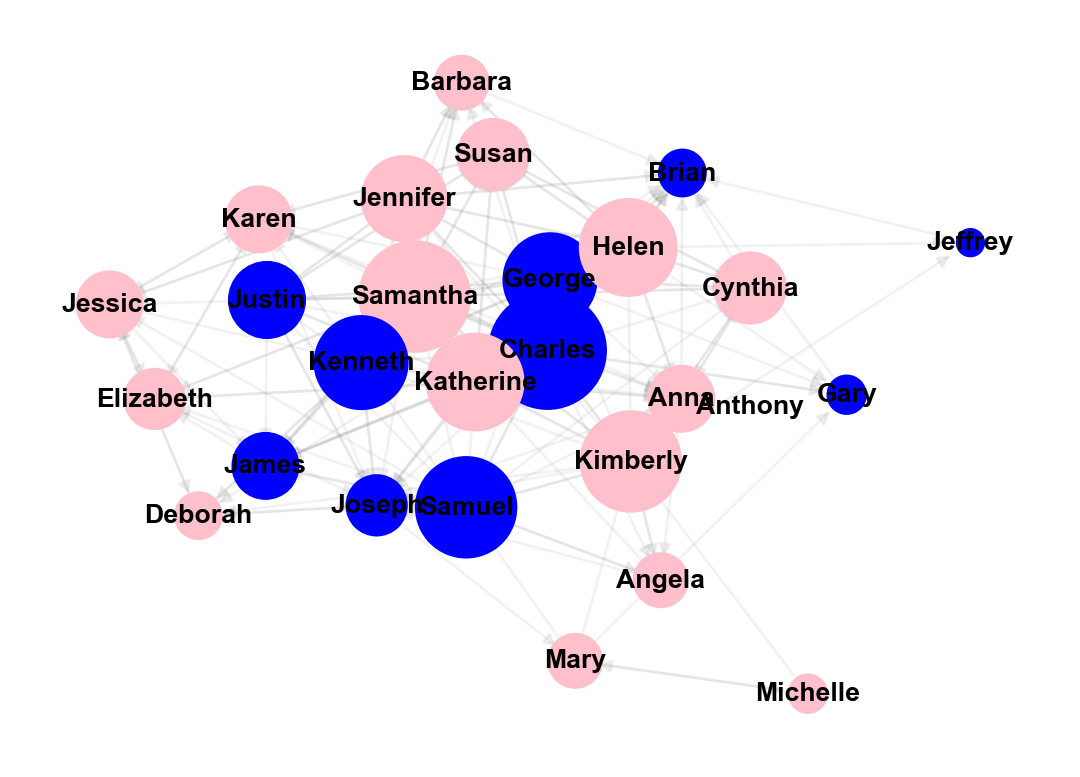 Barbara
Susan
Brian
Jennifer
Karen
Helen
Jeffrey
George
Cynthia
Samantha
Justin
Jessica
Charles
Kenneth
Katherine
Gary
Anna
Elizabeth
Anthony
Kimberly
James
Joseph
Samuel
Deborah
Angela
Mary
Michelle